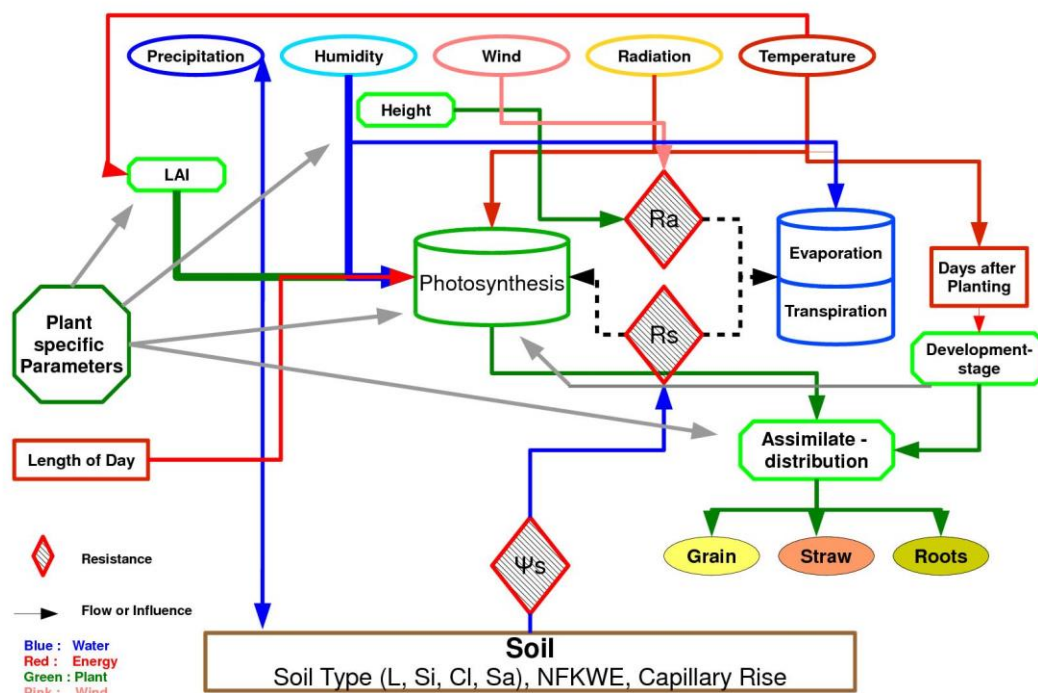 Precipitation
Humidity
Wind
Radiation
Temperature
Height
LAI
Ra
Evaporation
Photosynthesis
Days after
Planting
Transpiration
Plant
specific
Parameters
Rs
Development-
stage
Length of Day
Assimilate -
distribution
Grain
Straw
Roots
Resistance
Ψs
Flow or Influence
Blue : Water
Red : Energy
Green : Plant
Pink : Wind
Soil
Soil Type (L, Si, Cl, Sa), NFKWE, Capillary Rise